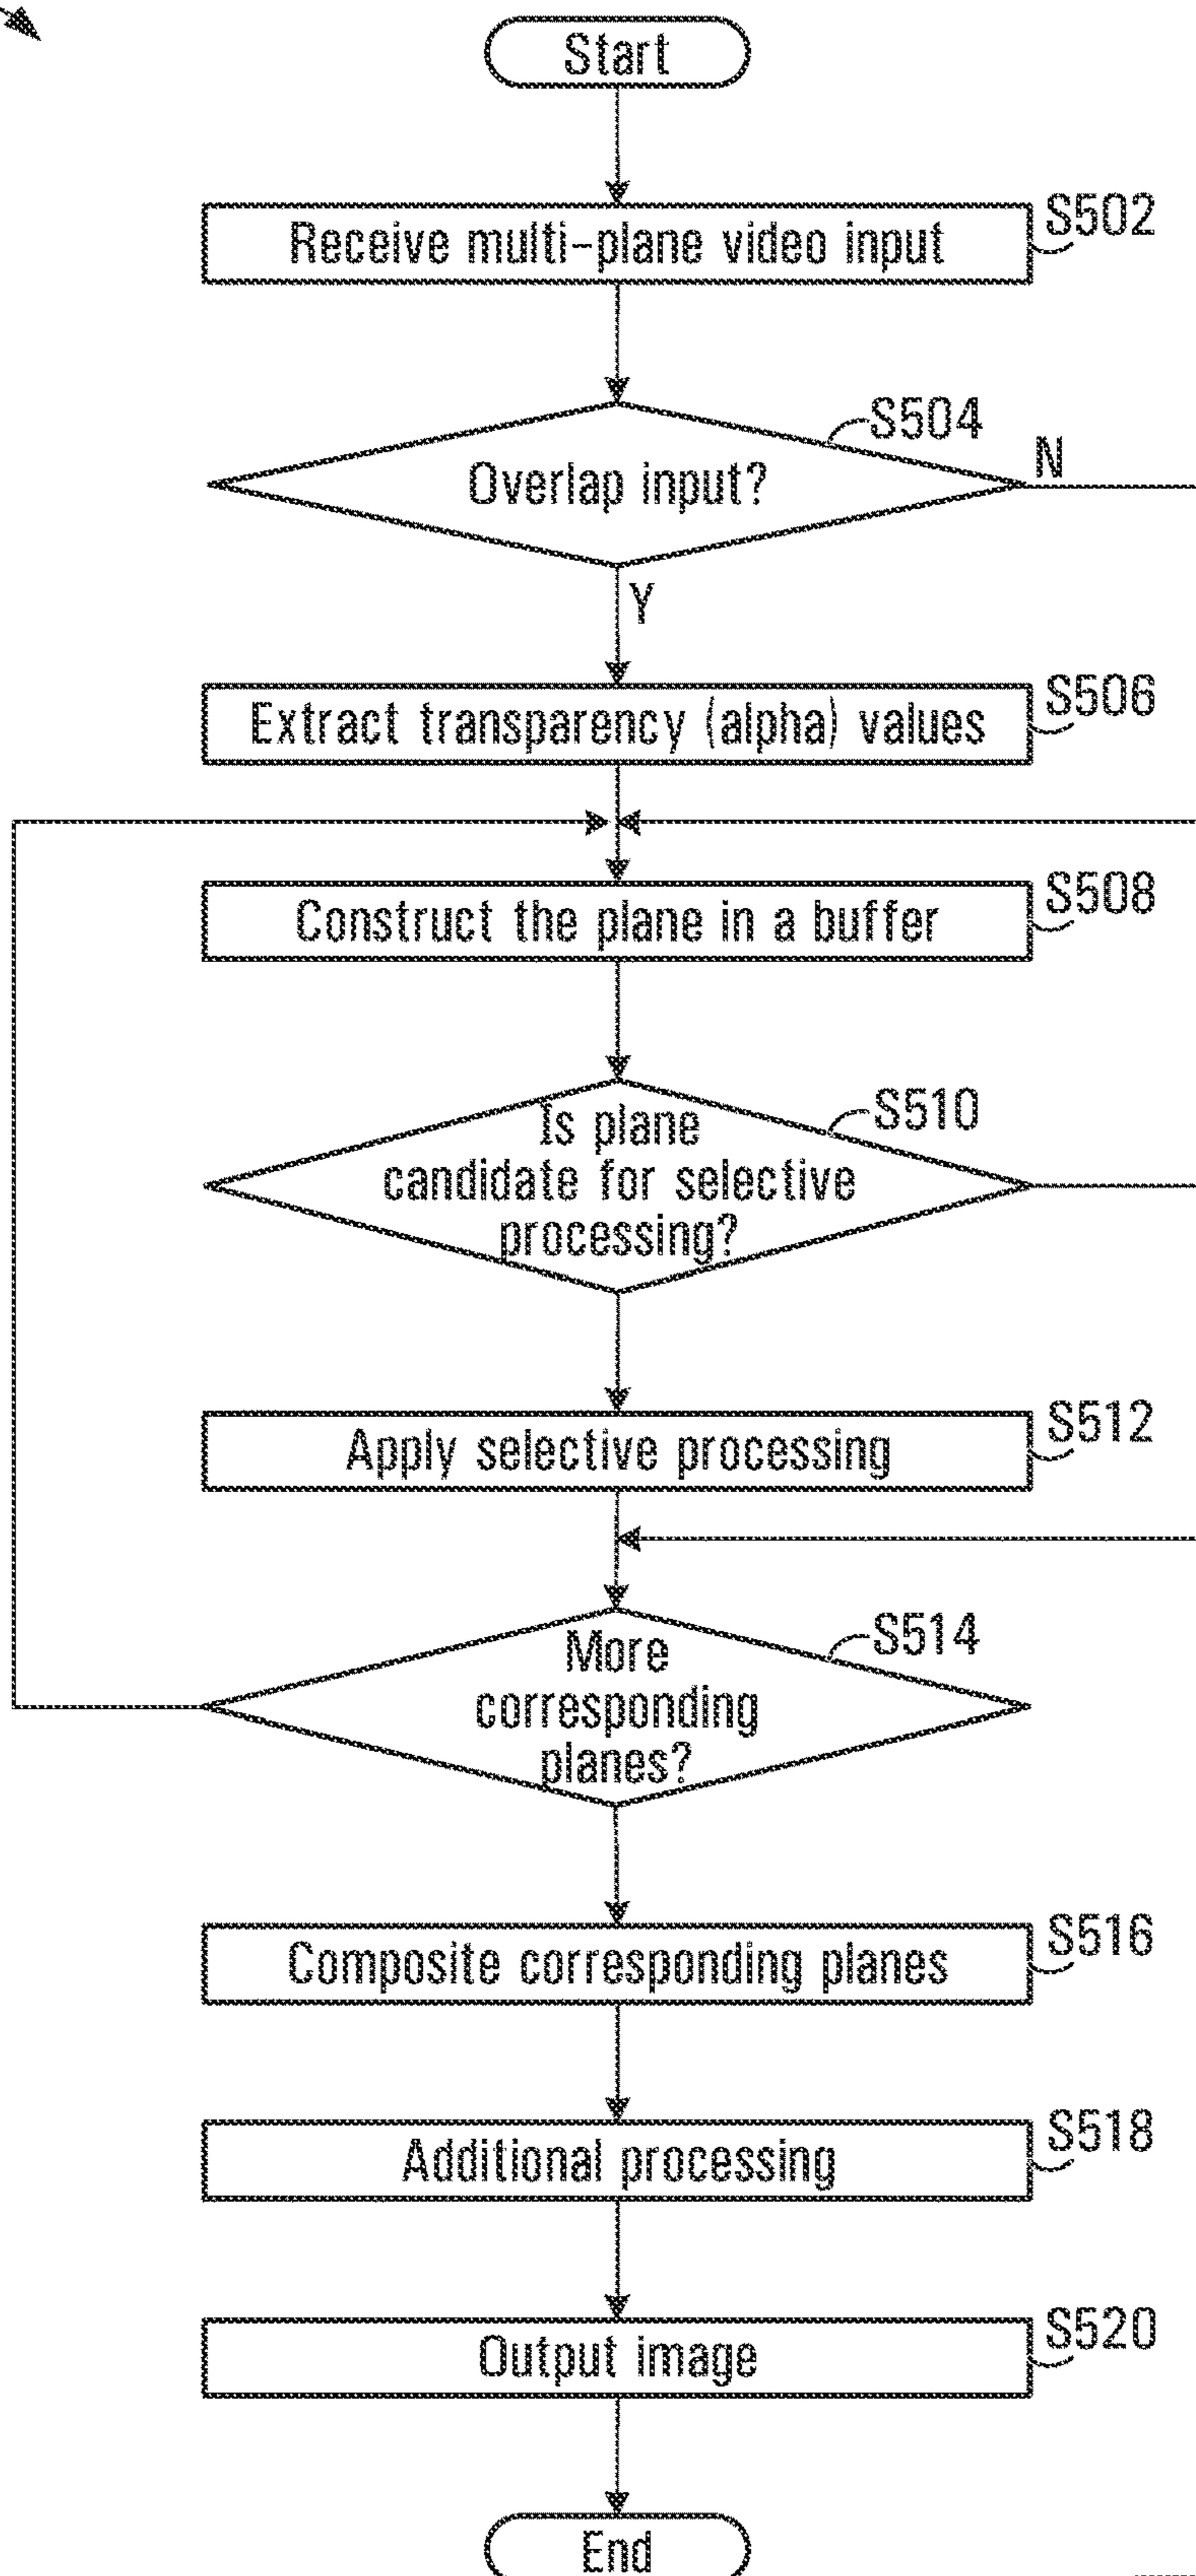 Start
Receive multi-plane video input
S502
Overlap input?
S504
N
Y
Extract transparency (alpha) values
S506
Construct the plane in a buffer
S508
Is plane
candidate for selective
processing?
S510
Apply selective processing
S512
More
corresponding
planes?
S514
Composite corresponding planes
S516
Additional processing
S518
Output image
S520
End